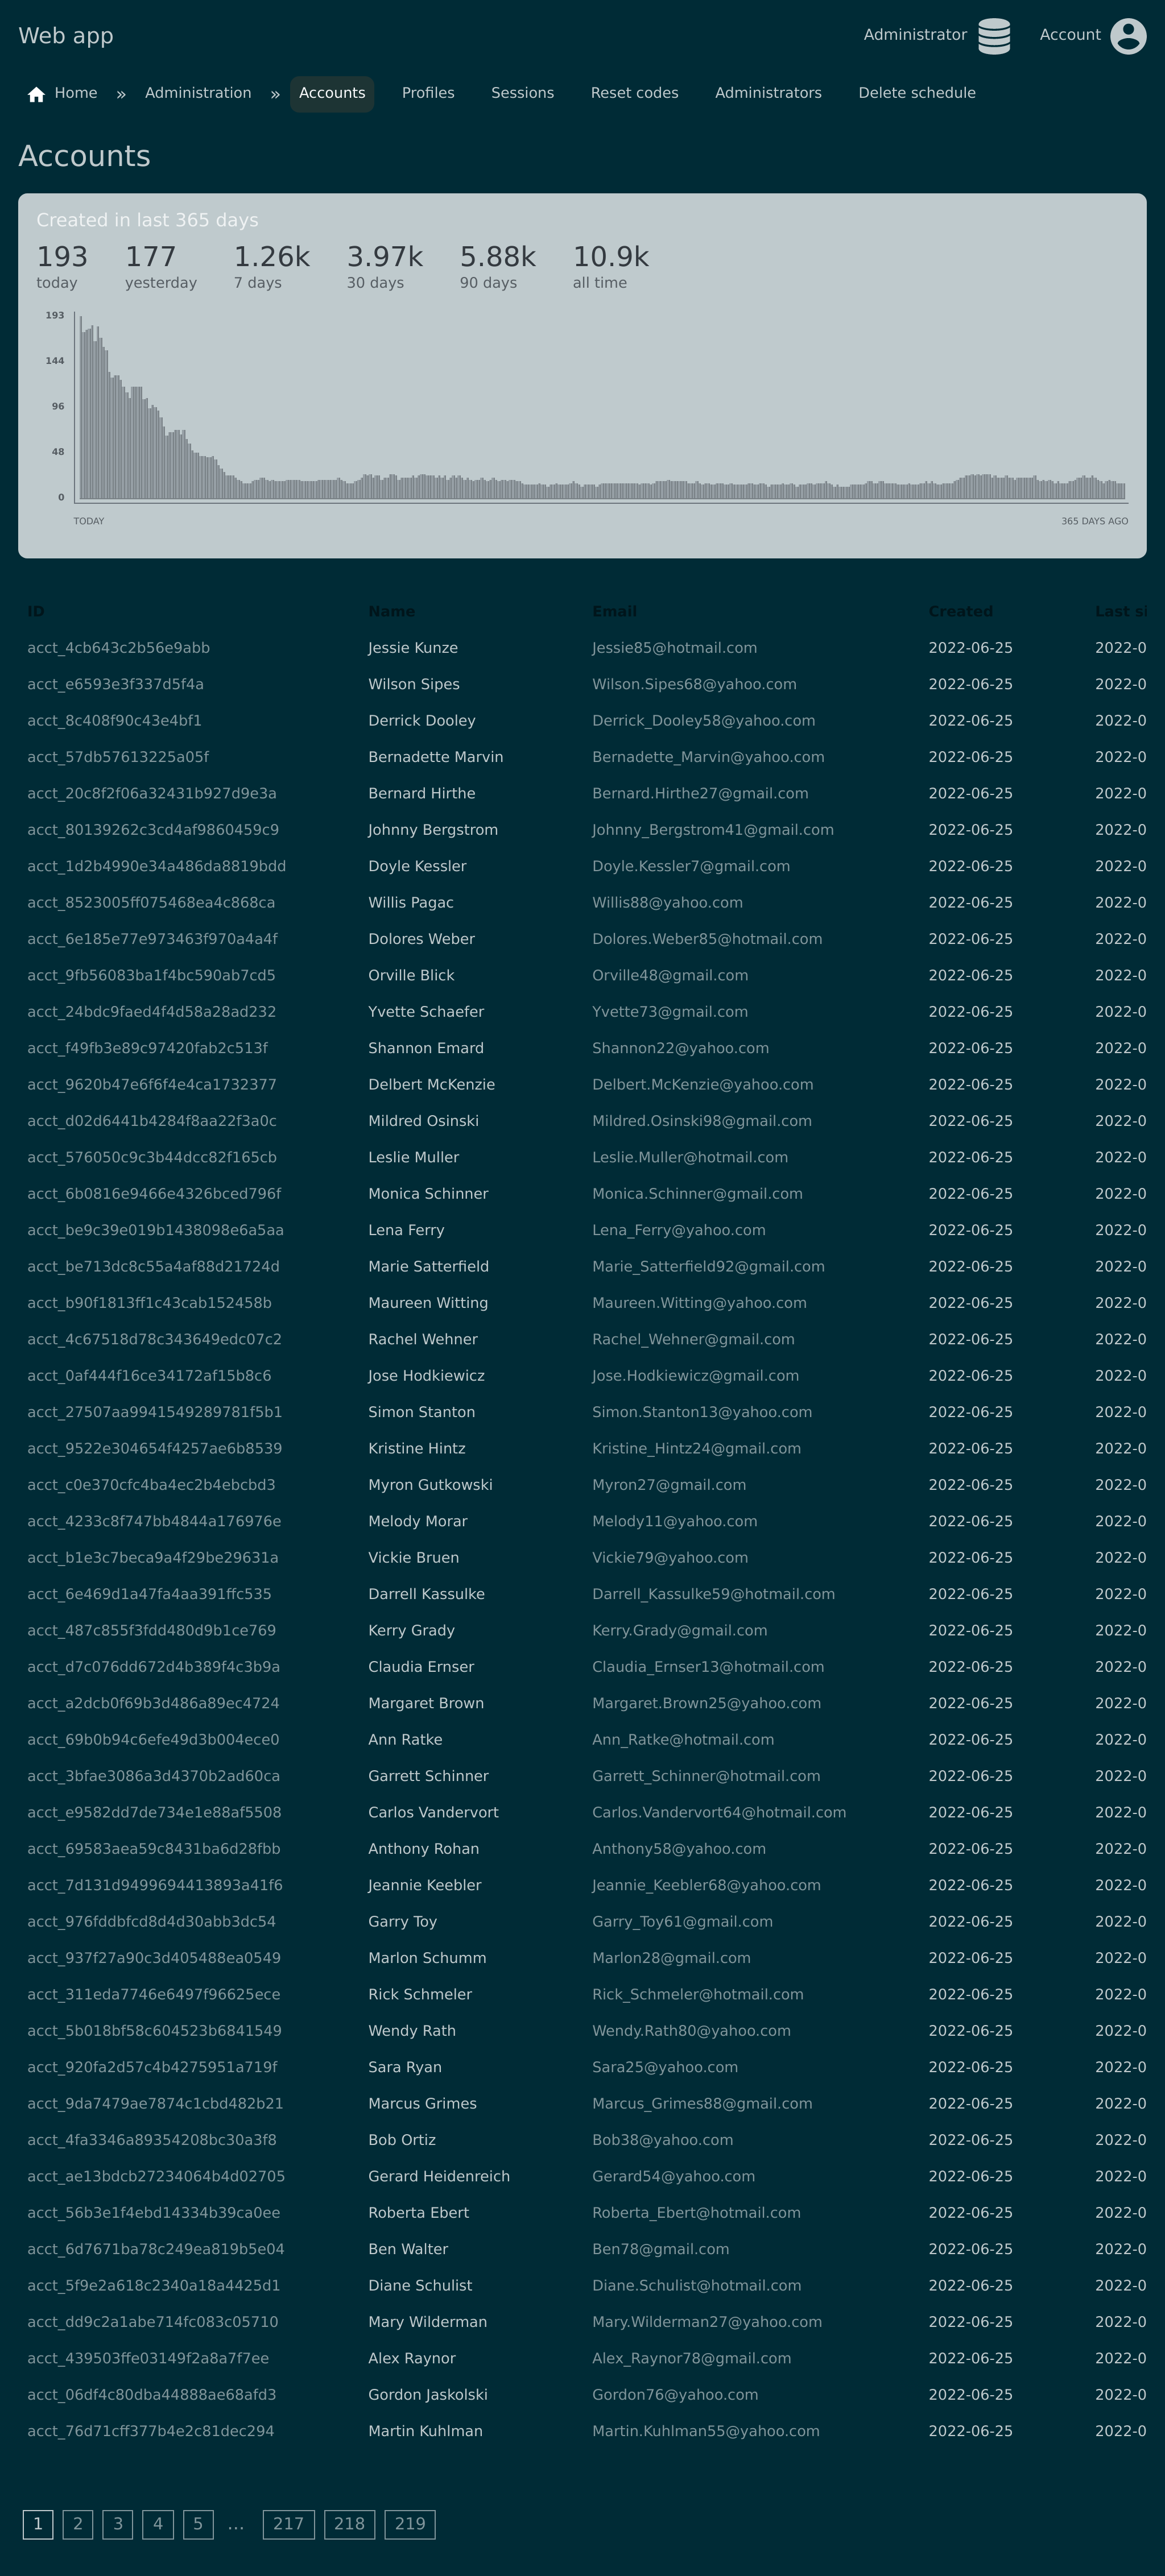 Web app
Administrator Account
Home » Administration » Accounts Profiles Sessions Reset codes Administrators Delete schedule
Accounts
Created in last 365 days
193 177 1.26k 3.97k 5.88k 10.9k
today yesterday 7 days 30 days 90 days all time
193
144
96
48
0
TODAY 365 DAYS AGO
ID Name Email Created Last si
acct_4cb643c2b56e9abb Jessie Kunze Jessie85@hotmail.com 2022-06-25 2022-0
acct_e6593e3f337d5f4a Wilson Sipes Wilson.Sipes68@yahoo.com 2022-06-25 2022-0
acct_8c408f90c43e4bf1 Derrick Dooley Derrick_Dooley58@yahoo.com 2022-06-25 2022-0
acct_57db57613225a05f Bernadette Marvin Bernadette_Marvin@yahoo.com 2022-06-25 2022-0
acct_20c8f2f06a32431b927d9e3a Bernard Hirthe Bernard.Hirthe27@gmail.com 2022-06-25 2022-0
acct_80139262c3cd4af9860459c9 Johnny Bergstrom Johnny_Bergstrom41@gmail.com 2022-06-25 2022-0
acct_1d2b4990e34a486da8819bdd Doyle Kessler Doyle.Kessler7@gmail.com 2022-06-25 2022-0
acct_8523005ff075468ea4c868ca Willis Pagac Willis88@yahoo.com 2022-06-25 2022-0
acct_6e185e77e973463f970a4a4f Dolores Weber Dolores.Weber85@hotmail.com 2022-06-25 2022-0
acct_9fb56083ba1f4bc590ab7cd5 Orville Blick Orville48@gmail.com 2022-06-25 2022-0
acct_24bdc9faed4f4d58a28ad232 Yvette Schaefer Yvette73@gmail.com 2022-06-25 2022-0
acct_f49fb3e89c97420fab2c513f Shannon Emard Shannon22@yahoo.com 2022-06-25 2022-0
acct_9620b47e6f6f4e4ca1732377 Delbert McKenzie Delbert.McKenzie@yahoo.com 2022-06-25 2022-0
acct_d02d6441b4284f8aa22f3a0c Mildred Osinski Mildred.Osinski98@gmail.com 2022-06-25 2022-0
acct_576050c9c3b44dcc82f165cb Leslie Muller Leslie.Muller@hotmail.com 2022-06-25 2022-0
acct_6b0816e9466e4326bced796f Monica Schinner Monica.Schinner@gmail.com 2022-06-25 2022-0
acct_be9c39e019b1438098e6a5aa Lena Ferry Lena_Ferry@yahoo.com 2022-06-25 2022-0
acct_be713dc8c55a4af88d21724d Marie Satterfield Marie_Satterfield92@gmail.com 2022-06-25 2022-0
acct_b90f1813ff1c43cab152458b Maureen Witting Maureen.Witting@yahoo.com 2022-06-25 2022-0
acct_4c67518d78c343649edc07c2 Rachel Wehner Rachel_Wehner@gmail.com 2022-06-25 2022-0
acct_0af444f16ce34172af15b8c6 Jose Hodkiewicz Jose.Hodkiewicz@gmail.com 2022-06-25 2022-0
acct_27507aa9941549289781f5b1 Simon Stanton Simon.Stanton13@yahoo.com 2022-06-25 2022-0
acct_9522e304654f4257ae6b8539 Kristine Hintz Kristine_Hintz24@gmail.com 2022-06-25 2022-0
acct_c0e370cfc4ba4ec2b4ebcbd3 Myron Gutkowski Myron27@gmail.com 2022-06-25 2022-0
acct_4233c8f747bb4844a176976e Melody Morar Melody11@yahoo.com 2022-06-25 2022-0
acct_b1e3c7beca9a4f29be29631a Vickie Bruen Vickie79@yahoo.com 2022-06-25 2022-0
acct_6e469d1a47fa4aa391ffc535 Darrell Kassulke Darrell_Kassulke59@hotmail.com 2022-06-25 2022-0
acct_487c855f3fdd480d9b1ce769 Kerry Grady Kerry.Grady@gmail.com 2022-06-25 2022-0
acct_d7c076dd672d4b389f4c3b9a Claudia Ernser Claudia_Ernser13@hotmail.com 2022-06-25 2022-0
acct_a2dcb0f69b3d486a89ec4724 Margaret Brown Margaret.Brown25@yahoo.com 2022-06-25 2022-0
acct_69b0b94c6efe49d3b004ece0 Ann Ratke Ann_Ratke@hotmail.com 2022-06-25 2022-0
acct_3bfae3086a3d4370b2ad60ca Garrett Schinner Garrett_Schinner@hotmail.com 2022-06-25 2022-0
acct_e9582dd7de734e1e88af5508 Carlos Vandervort Carlos.Vandervort64@hotmail.com 2022-06-25 2022-0
acct_69583aea59c8431ba6d28fbb Anthony Rohan Anthony58@yahoo.com 2022-06-25 2022-0
acct_7d131d9499694413893a41f6 Jeannie Keebler Jeannie_Keebler68@yahoo.com 2022-06-25 2022-0
acct_976fddbfcd8d4d30abb3dc54 Garry Toy Garry_Toy61@gmail.com 2022-06-25 2022-0
acct_937f27a90c3d405488ea0549 Marlon Schumm Marlon28@gmail.com 2022-06-25 2022-0
acct_311eda7746e6497f96625ece Rick Schmeler Rick_Schmeler@hotmail.com 2022-06-25 2022-0
acct_5b018bf58c604523b6841549 Wendy Rath Wendy.Rath80@yahoo.com 2022-06-25 2022-0
acct_920fa2d57c4b4275951a719f Sara Ryan Sara25@yahoo.com 2022-06-25 2022-0
acct_9da7479ae7874c1cbd482b21 Marcus Grimes Marcus_Grimes88@gmail.com 2022-06-25 2022-0
acct_4fa3346a89354208bc30a3f8 Bob Ortiz Bob38@yahoo.com 2022-06-25 2022-0
acct_ae13bdcb27234064b4d02705 Gerard Heidenreich Gerard54@yahoo.com 2022-06-25 2022-0
acct_56b3e1f4ebd14334b39ca0ee Roberta Ebert Roberta_Ebert@hotmail.com 2022-06-25 2022-0
acct_6d7671ba78c249ea819b5e04 Ben Walter Ben78@gmail.com 2022-06-25 2022-0
acct_5f9e2a618c2340a18a4425d1 Diane Schulist Diane.Schulist@hotmail.com 2022-06-25 2022-0
acct_dd9c2a1abe714fc083c05710 Mary Wilderman Mary.Wilderman27@yahoo.com 2022-06-25 2022-0
acct_439503ffe03149f2a8a7f7ee Alex Raynor Alex_Raynor78@gmail.com 2022-06-25 2022-0
acct_06df4c80dba44888ae68afd3 Gordon Jaskolski Gordon76@yahoo.com 2022-06-25 2022-0
acct_76d71cff377b4e2c81dec294 Martin Kuhlman Martin.Kuhlman55@yahoo.com 2022-06-25 2022-0
1 2 3 4 5 … 217 218 219